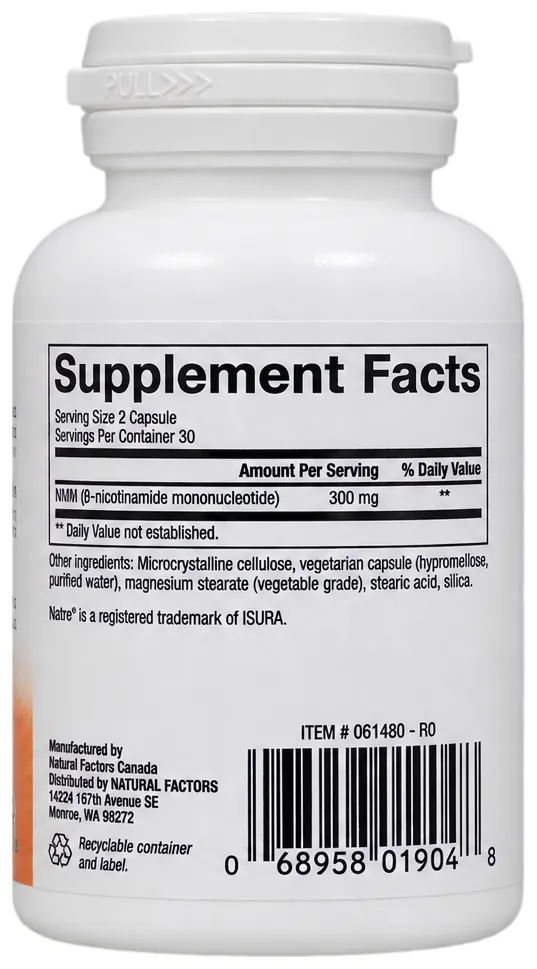 PULL>>>
Supplement Facts
Serving Size 2 Capsule
Servings Per Container 30
Amount Per Serving % Daily Value
NMM (β-nicotinamide mononucleotide) 300 mg **
** Daily Value not established.
Other ingredients: Microcrystalline cellulose, vegetarian capsule (hypromellose,
purified water), magnesium stearate (vegetable grade), stearic acid, silica.
Natre® is a registered trademark of ISURA.
ITEM # 061480 - R0
Manufactured by
Natural Factors Canada
Distributed by NATURAL FACTORS
14224 167th Avenue SE
Monroe, WA 98272
Recyclable container
and label.
0 68958 01904 8